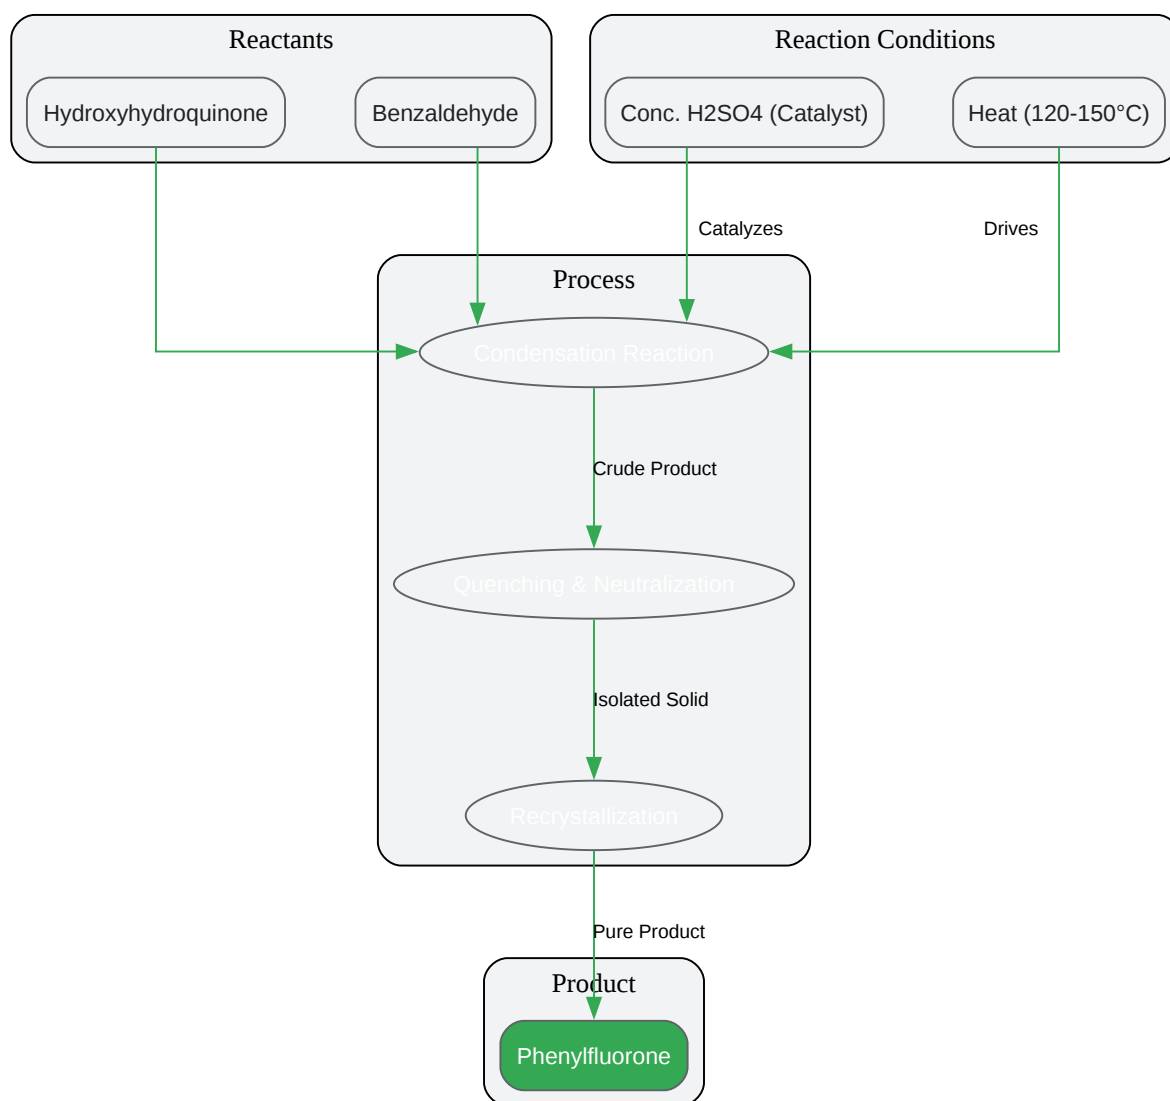 Reactants
Reaction Conditions
Hydroxyhydroquinone
Benzaldehyde
Conc. H2SO4 (Catalyst)
Heat (120-150°C)
Catalyzes
Drives
Process
Condensation Reaction
Crude Product
Quenching & Neutralization
Isolated Solid
Recrystallization
Pure Product
Product
Phenylfluorone